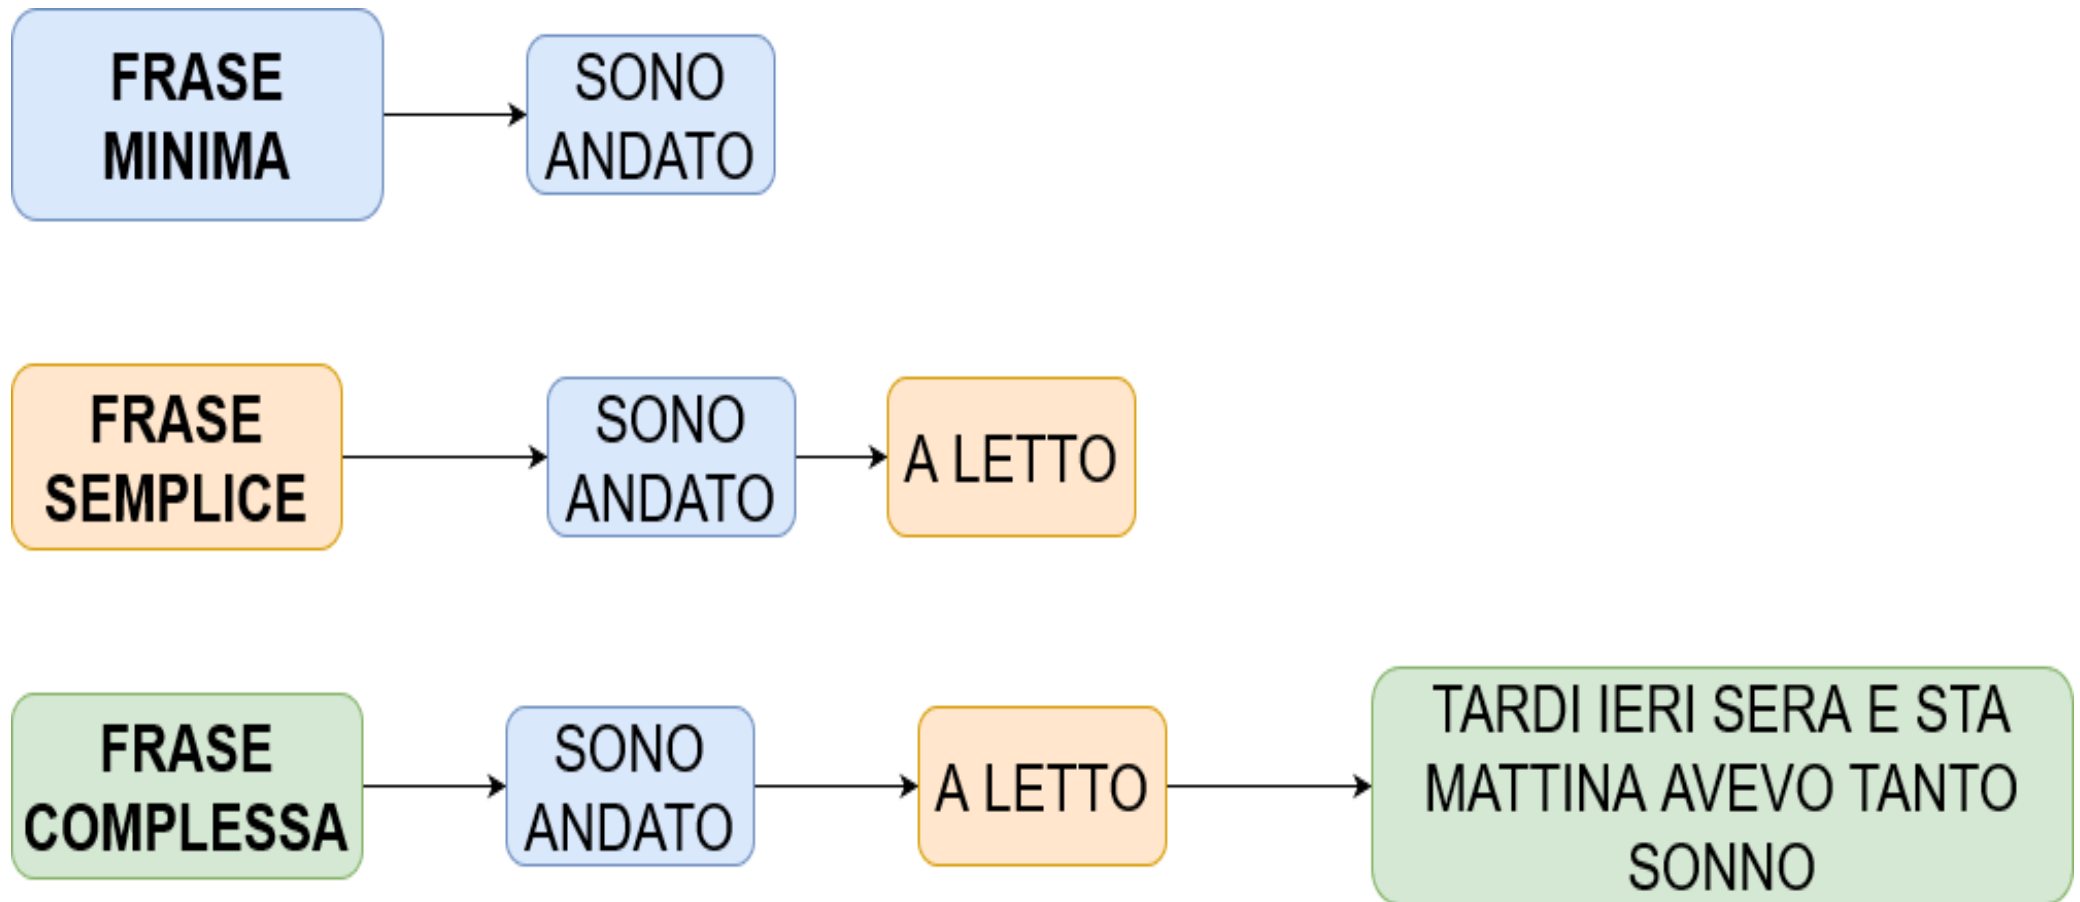 FRASE
MINIMA
SONO
ANDATO
FRASE
SEMPLICE
SONO
ANDATO
A LETTO
FRASE
COMPLESSA
SONO
ANDATO
A LETTO
TARDI IERI SERA E STA
MATTINA AVEVO TANTO
SONNO